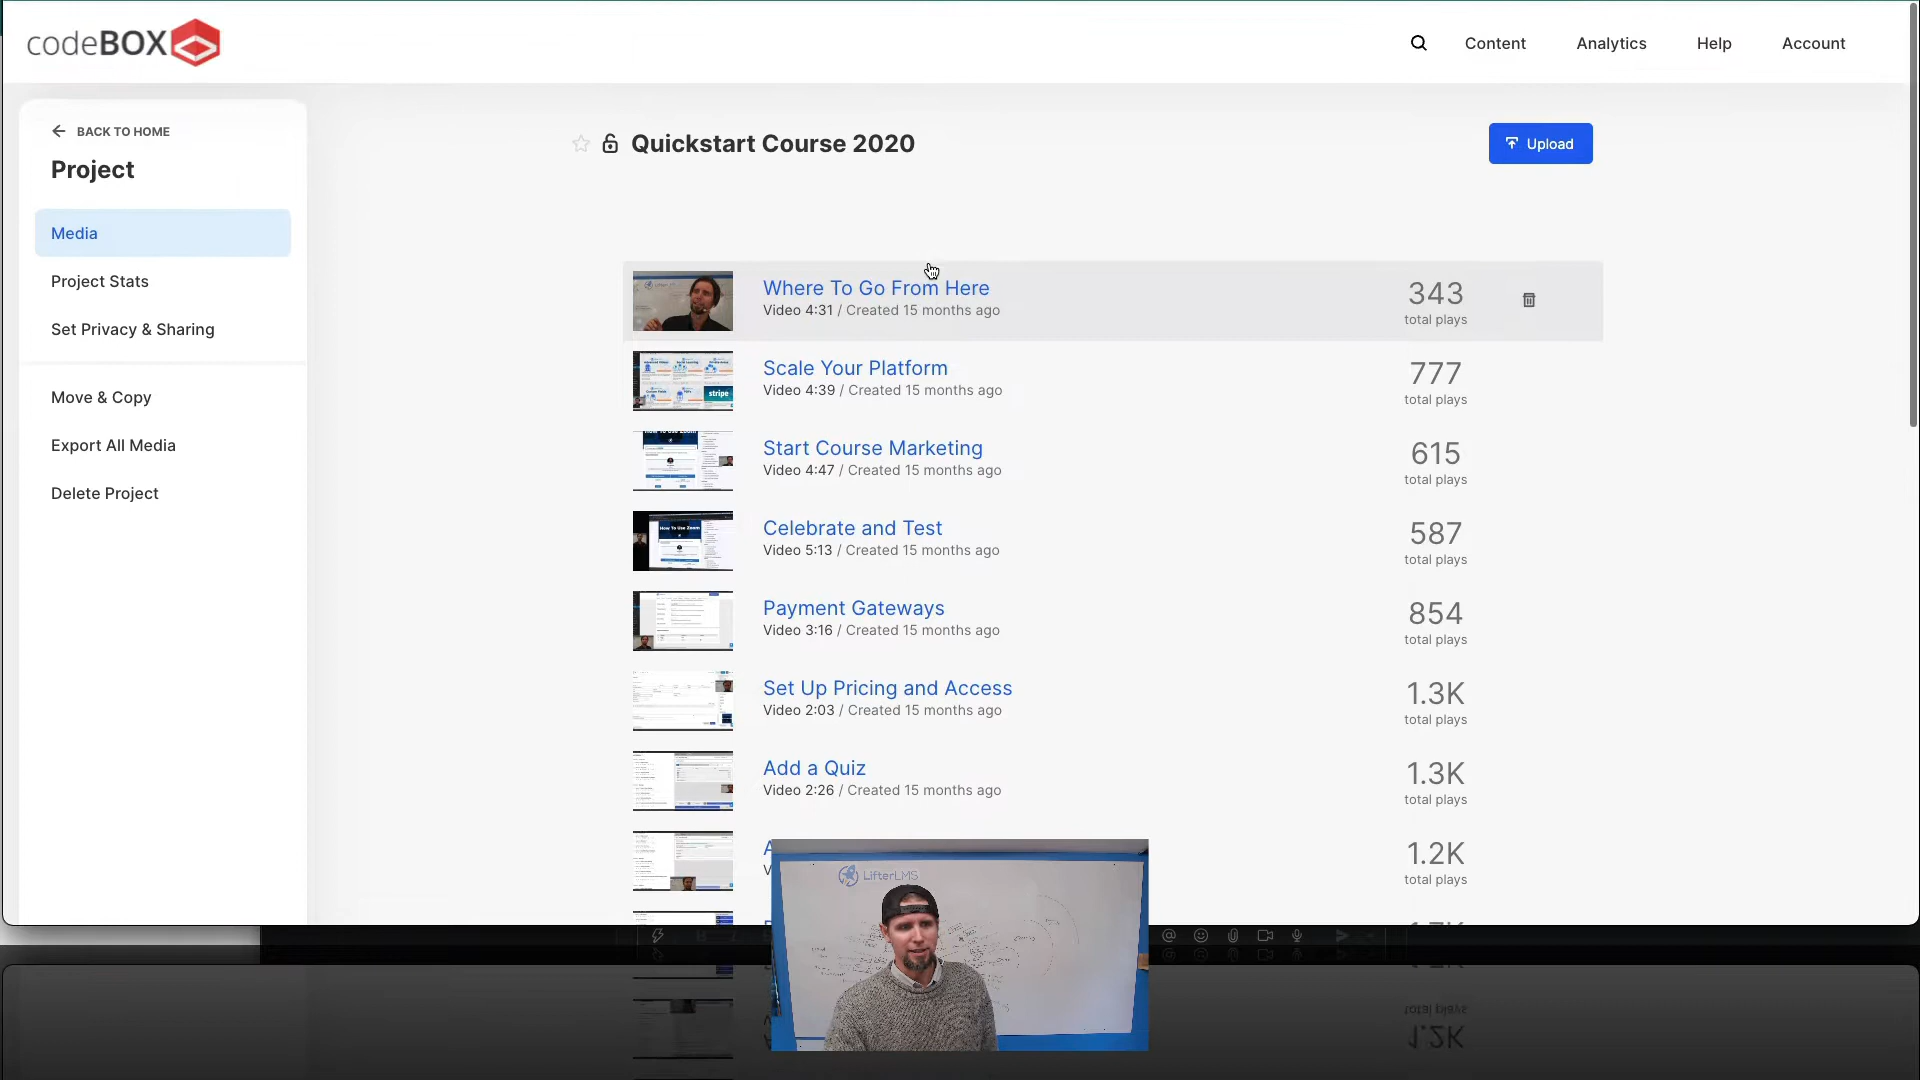 codeBOX
Content
Analytics
Help
Account
BACK TO HOME
Project
Media
Project Stats
Set Privacy & Sharing
Move & Copy
Export All Media
Delete Project
Quickstart Course 2020
Upload
Where To Go From Here
Video 4:31 / Created 15 months ago
343
total plays
Scale Your Platform
Video 4:39 / Created 15 months ago
777
total plays
stripe
Start Course Marketing
Video 4:47 / Created 15 months ago
615
total plays
Celebrate and Test
Video 5:13 / Created 15 months ago
587
total plays
How To Use Zoom
Payment Gateways
Video 3:16 / Created 15 months ago
854
total plays
Set Up Pricing and Access
Video 2:03 / Created 15 months ago
1.3K
total plays
Add a Quiz
Video 2:26 / Created 15 months ago
1.3K
total plays
1.2K
total plays
LifterLMS